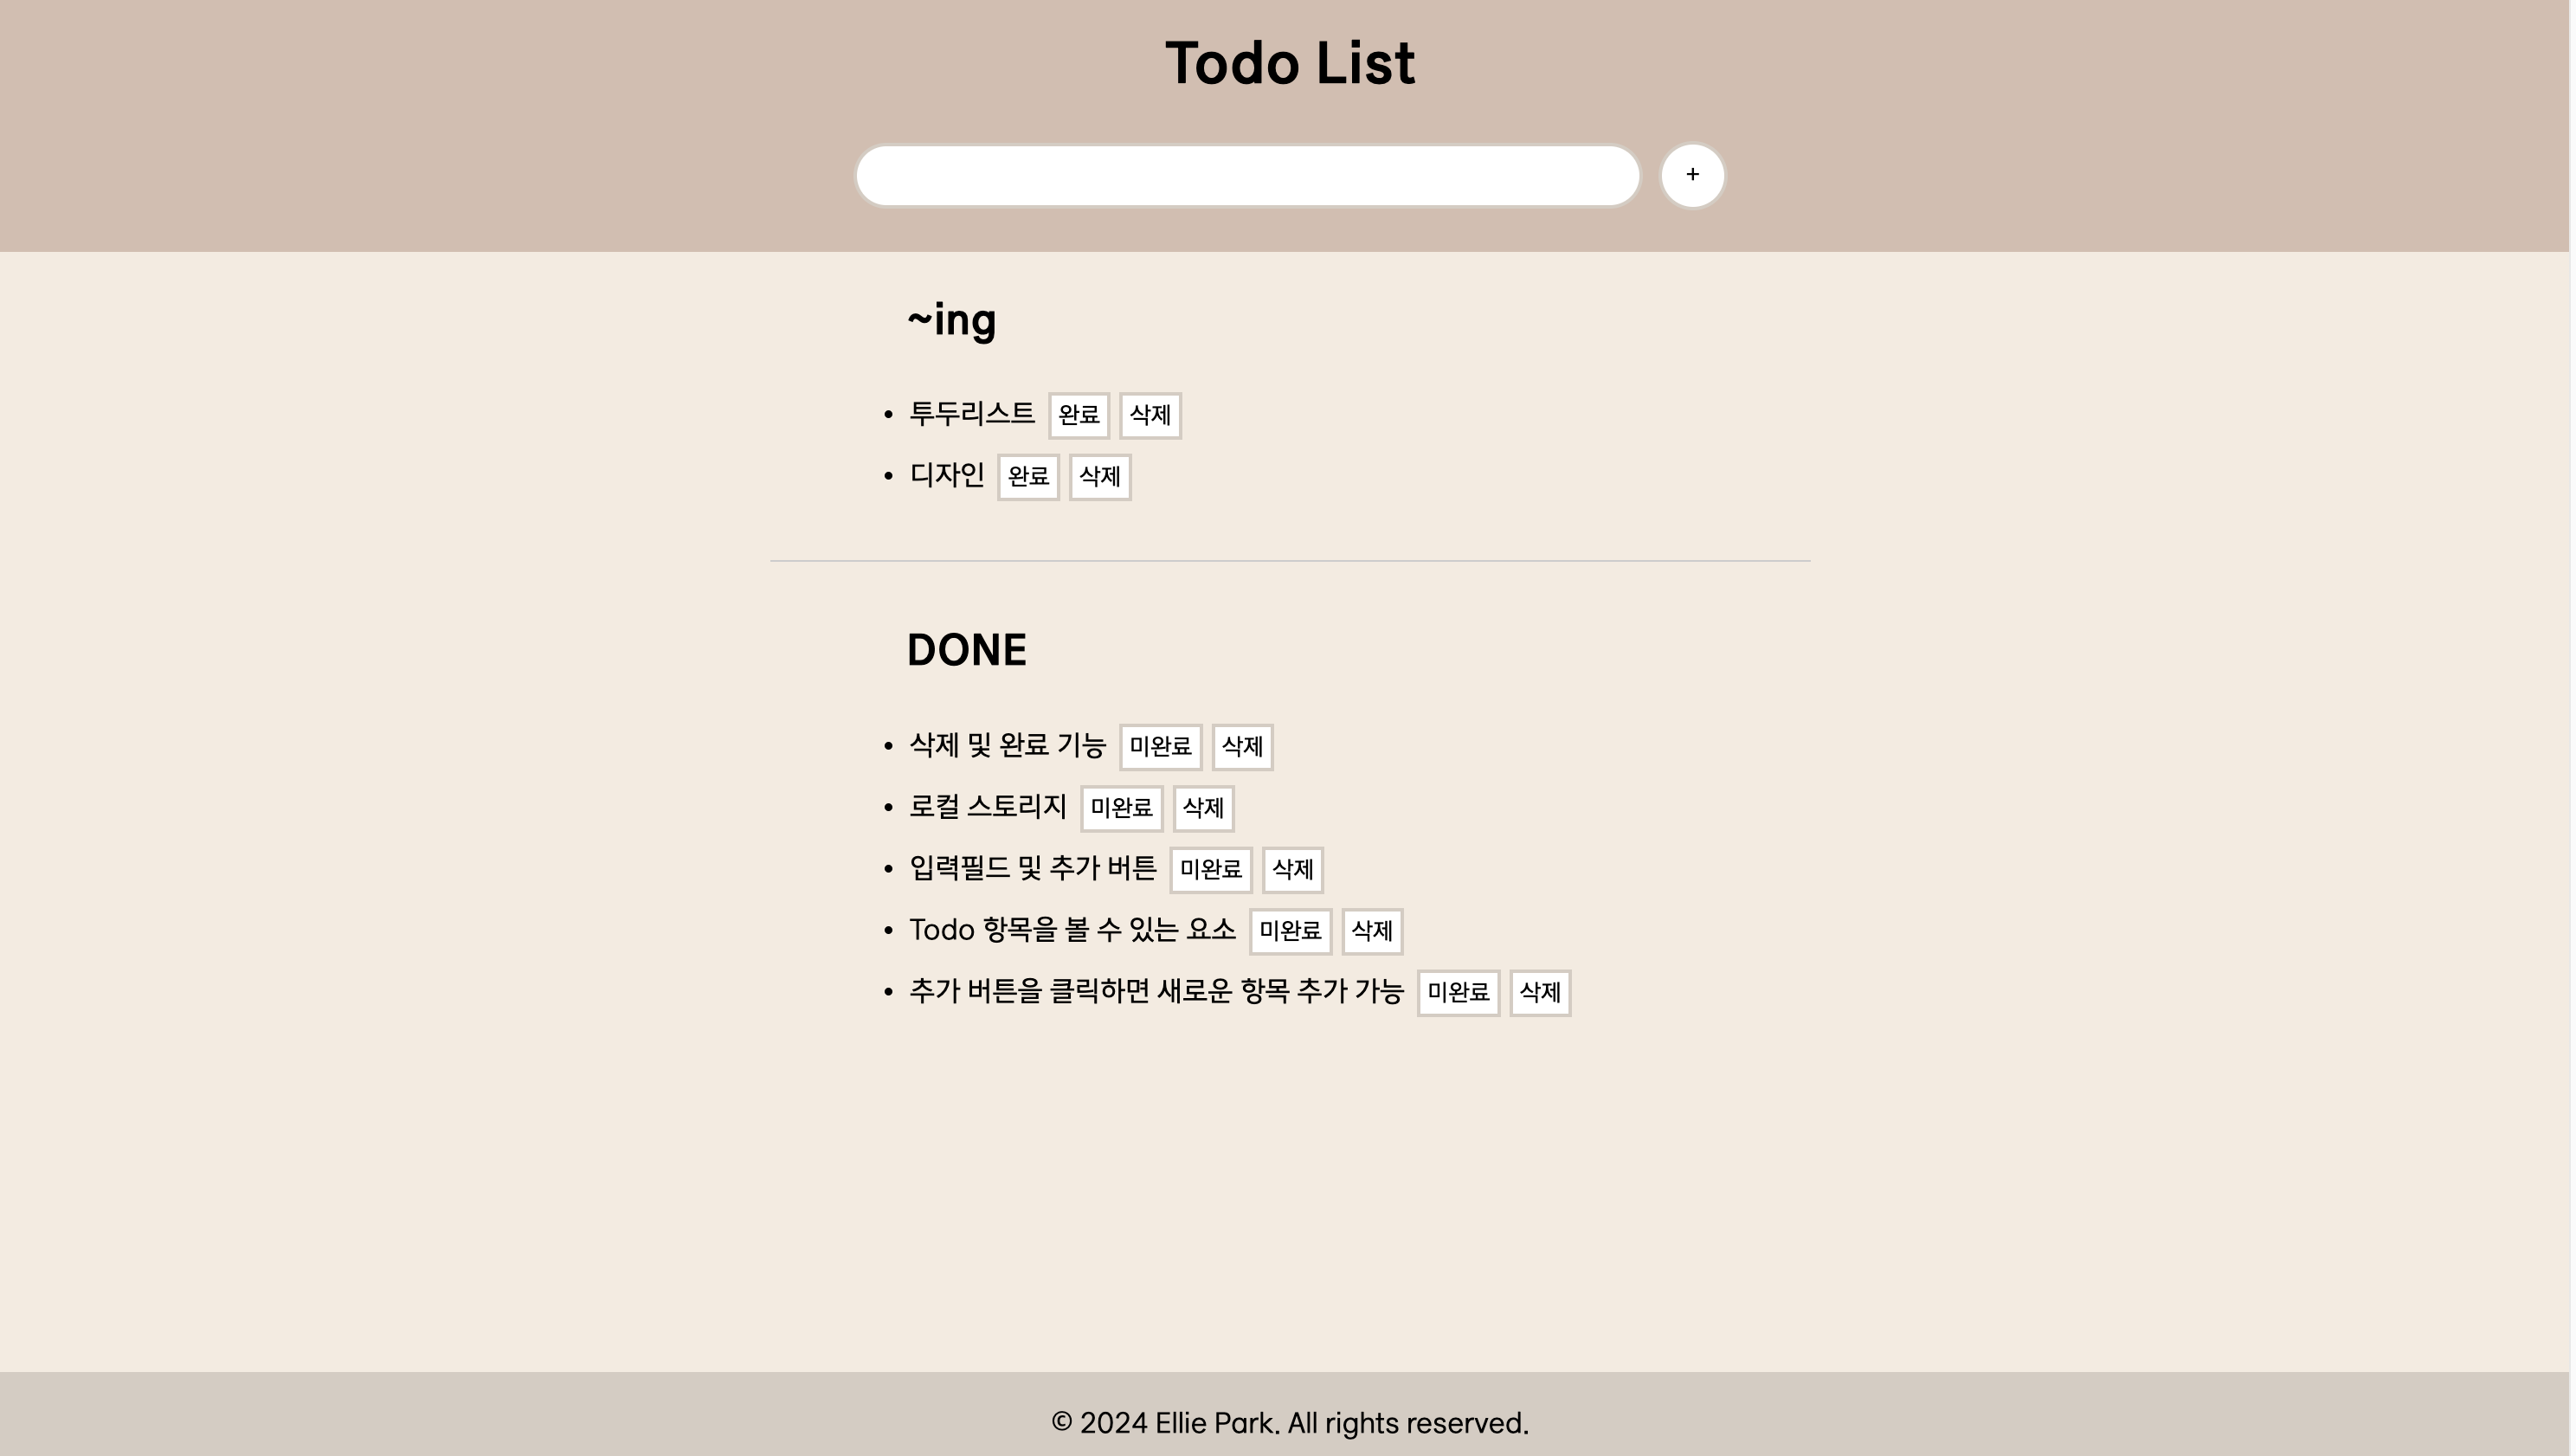 Todo List
+
~ing
• 투두리스트 완료 삭제
• 디자인 완료 삭제
DONE
• 삭제 및 완료 기능 미완료 삭제
• 로컬 스토리지 미완료 삭제
• 입력필드 및 추가 버튼 미완료 삭제
• Todo 항목을 볼 수 있는 요소 미완료 삭제
• 추가 버튼을 클릭하면 새로운 항목 추가 가능 미완료 삭제
© 2024 Ellie Park. All rights reserved.